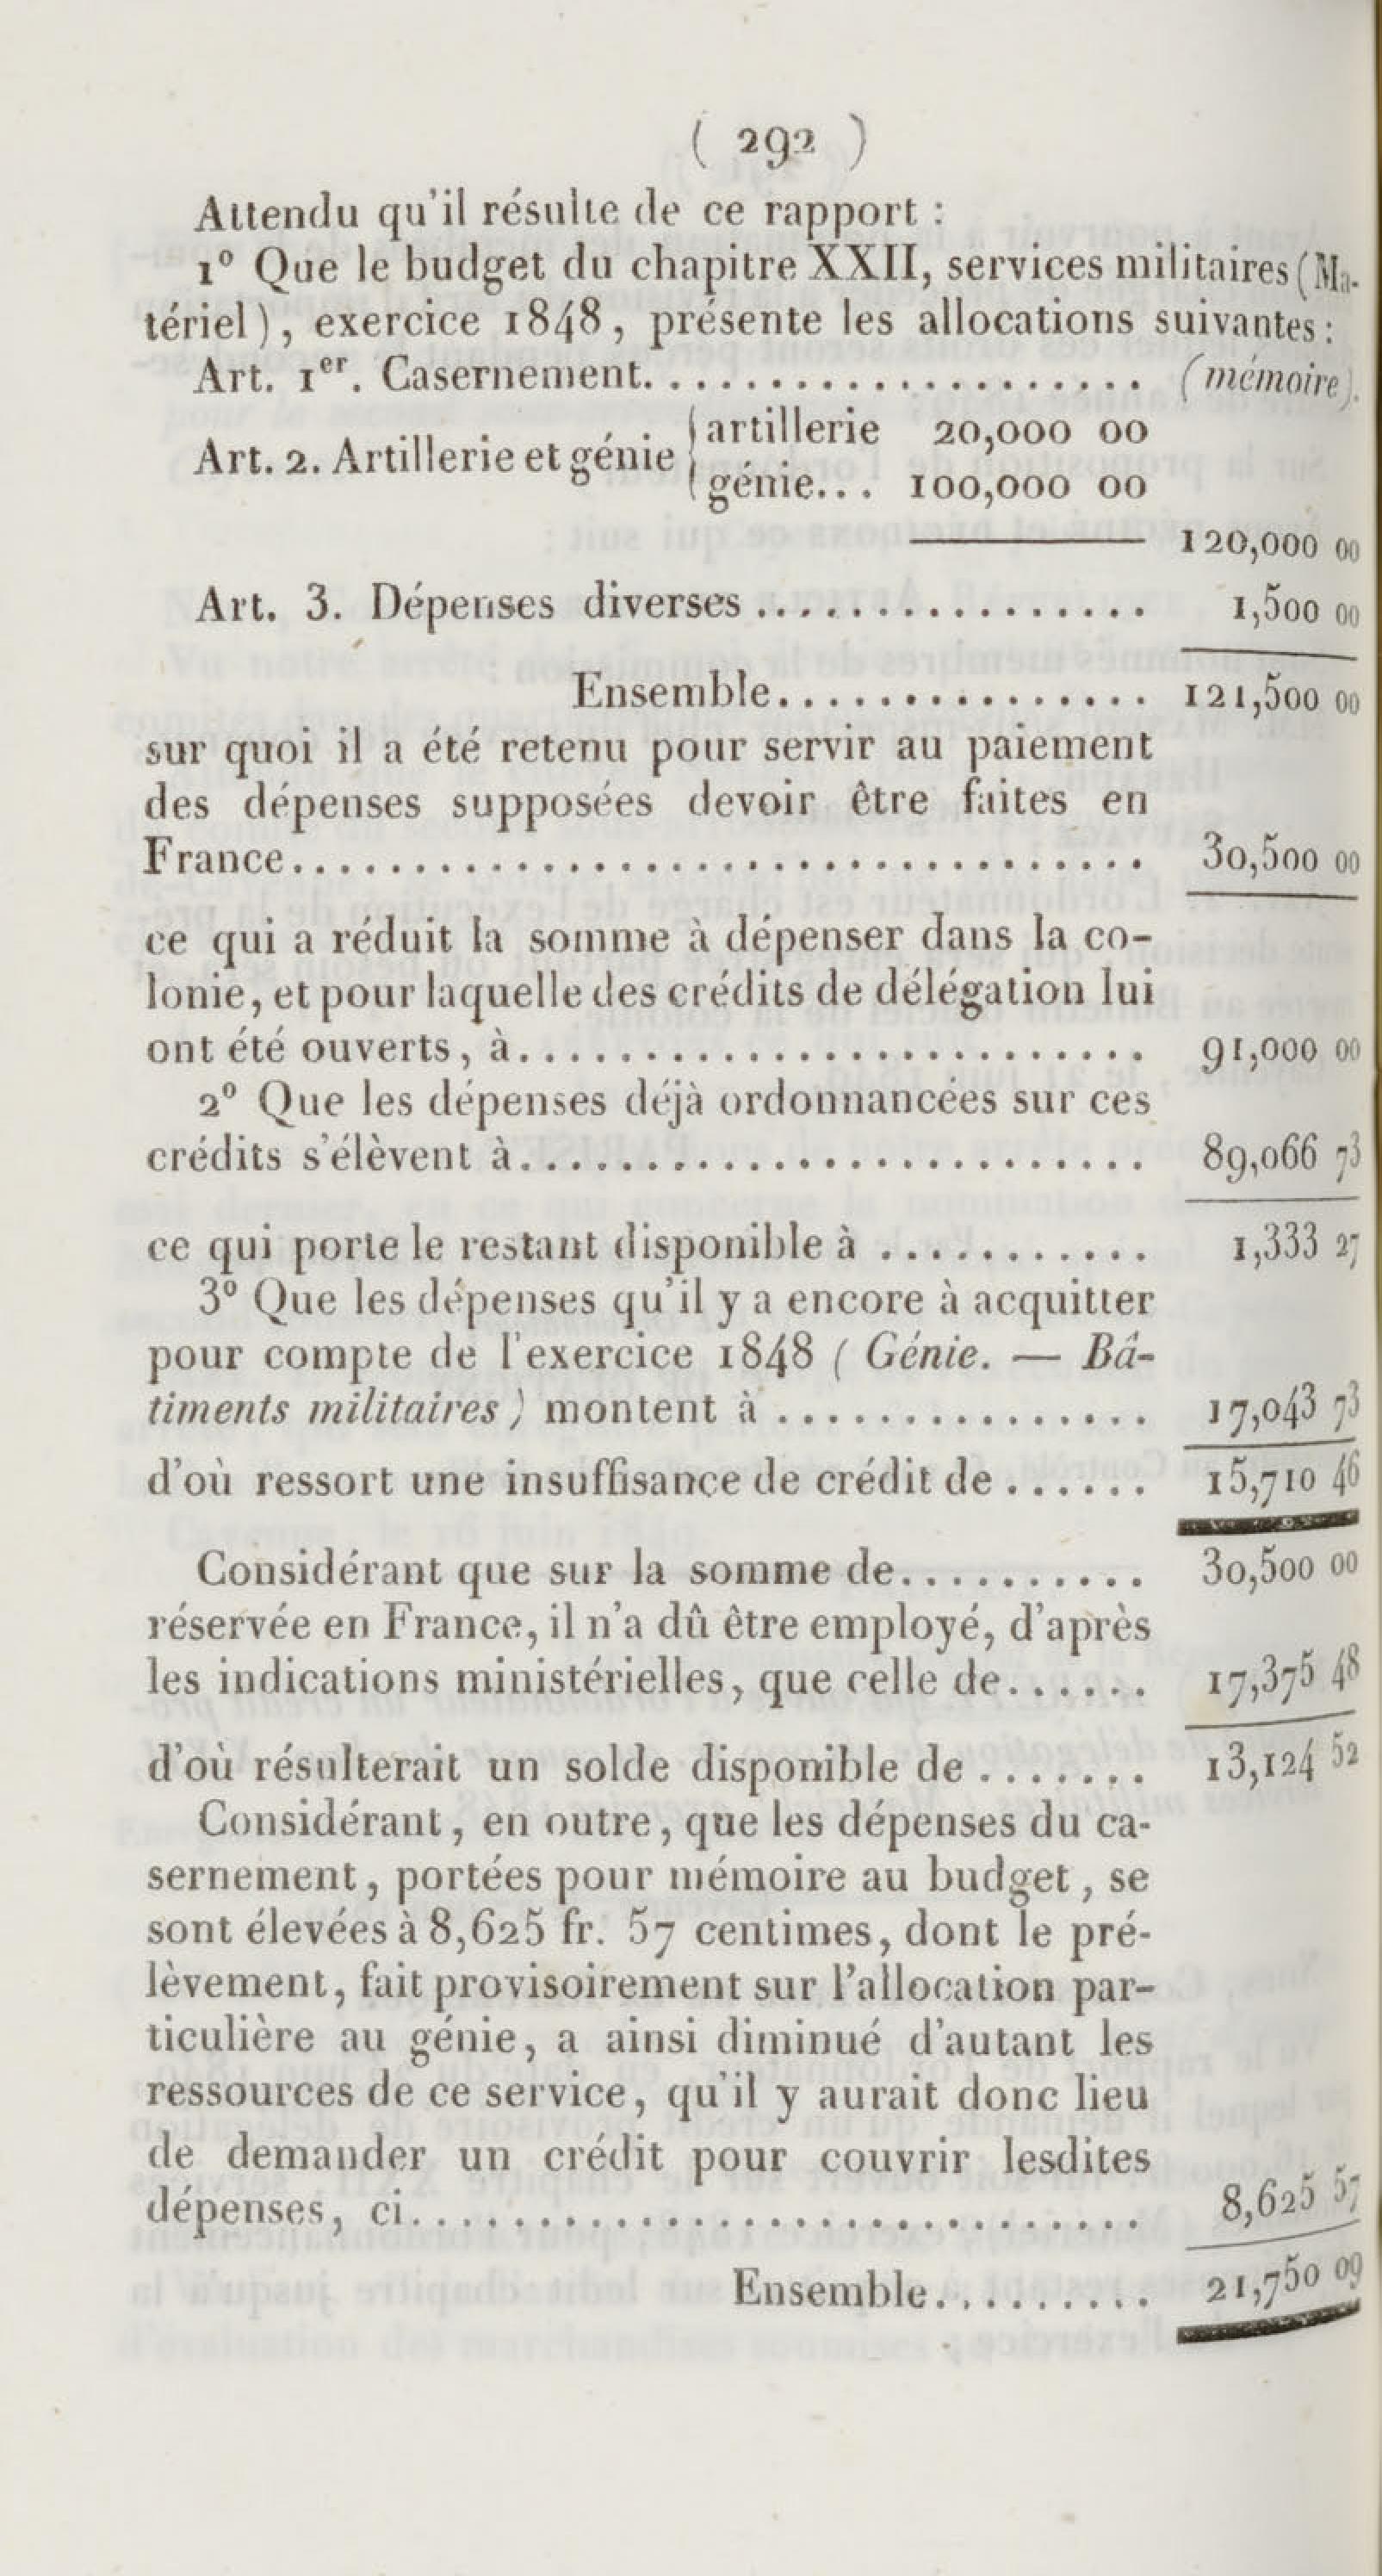 ( 292 )
Attendu qu'il résulte de ce rapport :
1º Que le budget du chapitre XXII, services militaires (Ma-
tériel), exercice 1848, présente les allocations suivantes :
Art. 1er. Casernement..................... (mémoire).
Art. 2. Artillerie et génie { artillerie 20,000 00
génie... 100,000 00
120,000 00
Art. 3. Dépenses diverses................ 1,500 00
Ensemble............... 121,500 00
sur quoi il a été retenu pour servir au paiement
des dépenses supposées devoir être faites en
France................................... 30,500 00
ce qui a réduit la somme à dépenser dans la co-
lonie, et pour laquelle des crédits de délégation lui
ont été ouverts, à.......................... 91,000 00
2º Que les dépenses déjà ordonnancées sur ces
crédits s'élèvent à.......................... 89,066 73
ce qui porte le restant disponible à ........... 1,333 27
3º Que les dépenses qu'il y a encore à acquitter
pour compte de l'exercice 1848 (Génie. — Bâ-
timents militaires) montent à ................ 17,043 73
d'où ressort une insuffisance de crédit de ...... 15,710 46
Considérant que sur la somme de.......... 30,500 00
réservée en France, il n'a dû être employé, d'après
les indications ministérielles, que celle de...... 17,375 48
d'où résulterait un solde disponible de ....... 13,124 52
Considérant, en outre, que les dépenses du ca-
sernement, portées pour mémoire au budget, se
sont élevées à 8,625 fr. 57 centimes, dont le pré-
lèvement, fait provisoirement sur l'allocation par-
ticulière au génie, a ainsi diminué d'autant les
ressources de ce service, qu'il y aurait donc lieu
de demander un crédit pour couvrir lesdites
dépenses, ci.............................. 8,625 57
Ensemble......... 21,750 09